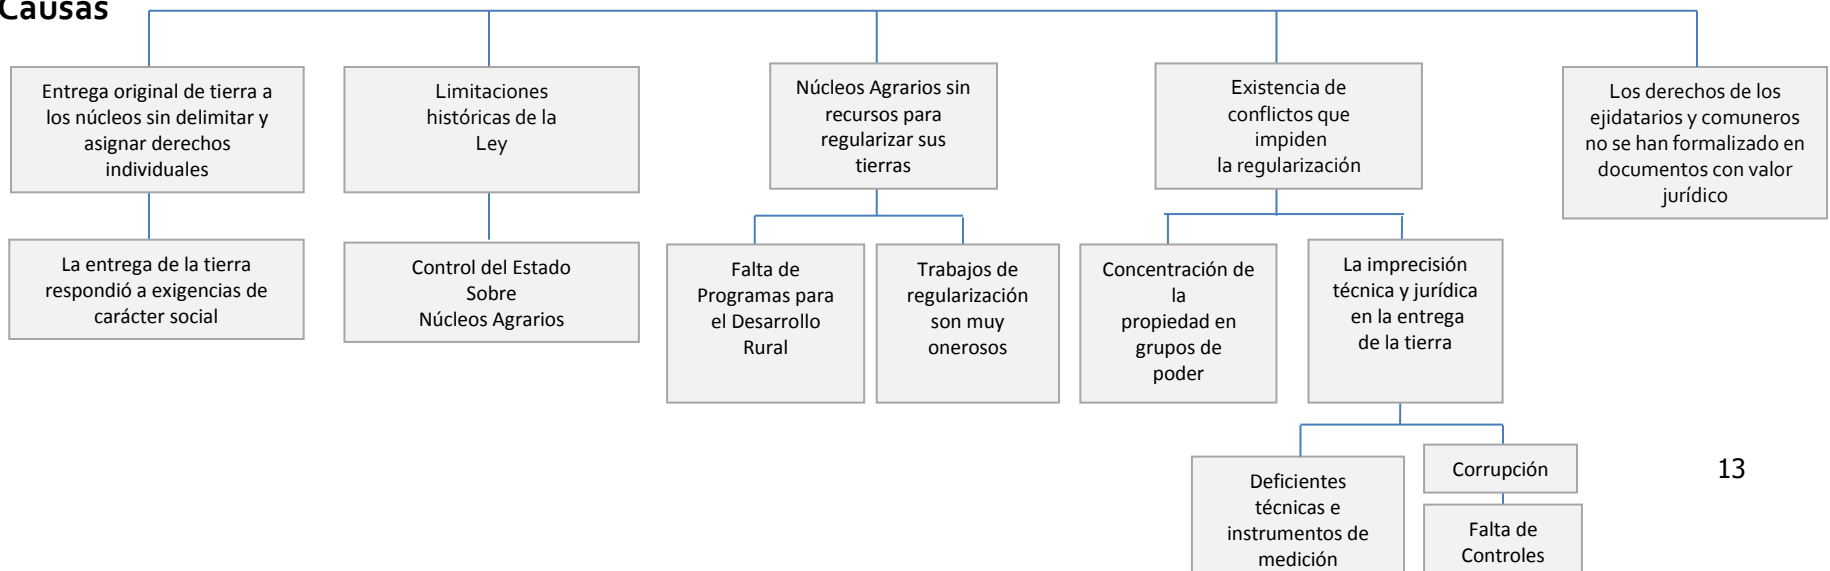 Causas
Entrega original de tierra a
los núcleos sin delimitar y
asignar derechos
individuales
Limitaciones
históricas de la
Ley
Núcleos Agrarios sin
recursos para
regularizar sus
tierras
Existencia de
conflictos que
impiden
la regularización
Los derechos de los
ejidatarios y comuneros
no se han formalizado en
documentos con valor
jurídico
La entrega de la tierra
respondió a exigencias de
carácter social
Control del Estado
Sobre
Núcleos Agrarios
Falta de
Programas para
el Desarrollo
Rural
Trabajos de
regularización
son muy
onerosos
Concentración de
la
propiedad en
grupos de
poder
La imprecisión
técnica y jurídica
en la entrega
de la tierra
Deficientes
técnicas e
instrumentos de
medición
Corrupción
Falta de
Controles
13